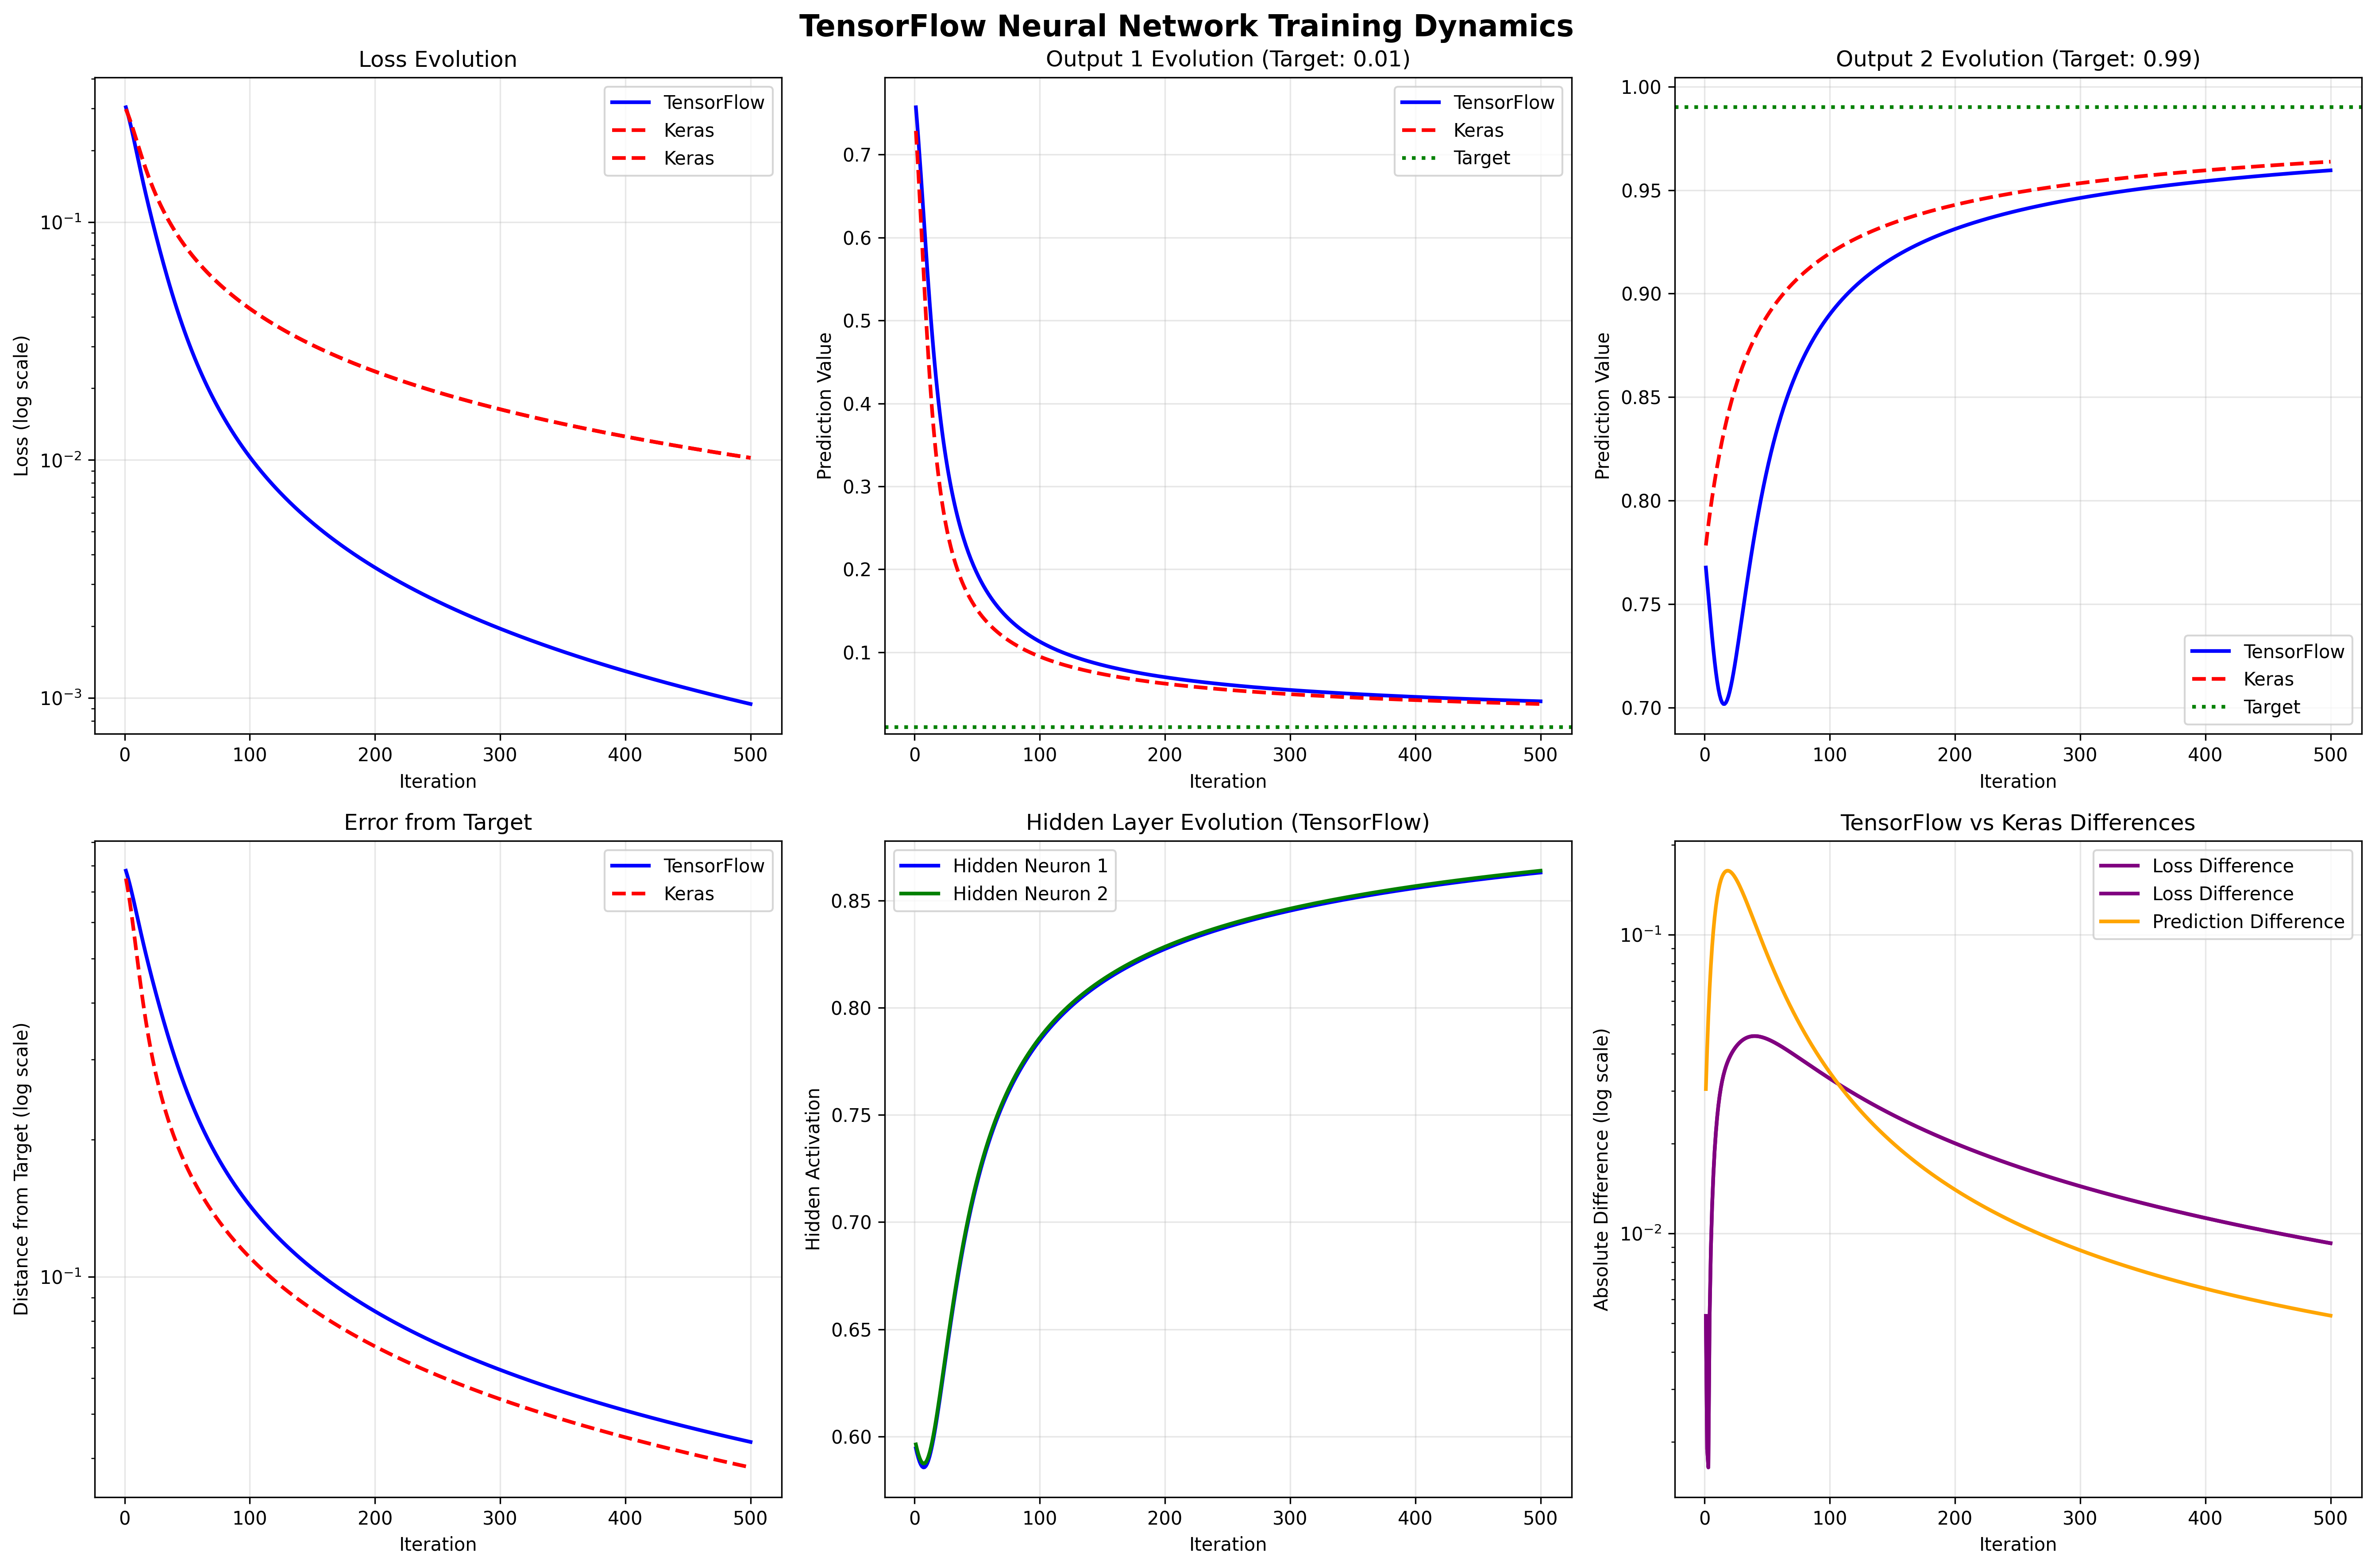 TensorFlow Neural Network Training Dynamics
Loss Evolution
TensorFlow
Keras
Keras
10⁻¹
10⁻²
10⁻³
Loss (log scale)
0 100 200 300 400 500
Iteration
Output 1 Evolution (Target: 0.01)
TensorFlow
Keras
Target
0.7
0.6
0.5
0.4
0.3
0.2
0.1
Prediction Value
0 100 200 300 400 500
Iteration
Output 2 Evolution (Target: 0.99)
1.00
0.95
0.90
0.85
0.80
0.75
0.70
Prediction Value
TensorFlow
Keras
Target
0 100 200 300 400 500
Iteration
Error from Target
TensorFlow
Keras
10⁻¹
Distance from Target (log scale)
0 100 200 300 400 500
Iteration
Hidden Layer Evolution (TensorFlow)
Hidden Neuron 1
Hidden Neuron 2
0.85
0.80
0.75
0.70
0.65
0.60
Hidden Activation
0 100 200 300 400 500
Iteration
TensorFlow vs Keras Differences
Loss Difference
Loss Difference
Prediction Difference
10⁻¹
10⁻²
Absolute Difference (log scale)
0 100 200 300 400 500
Iteration